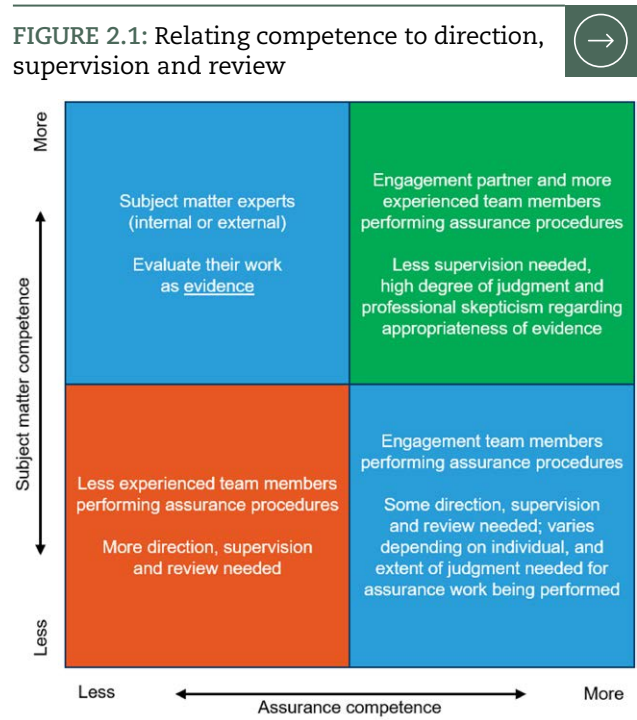 FIGURE 2.1: Relating competence to direction,
supervision and review
More
Subject matter competence
Less
Subject matter experts
(internal or external)
Evaluate their work
as evidence
Engagement partner and more
experienced team members
performing assurance procedures
Less supervision needed,
high degree of judgment and
professional skepticism regarding
appropriateness of evidence
Less experienced team members
performing assurance procedures
More direction, supervision
and review needed
Engagement team members
performing assurance procedures
Some direction, supervision
and review needed; varies
depending on individual, and
extent of judgment needed for
assurance work being performed
Less
Assurance competence
More